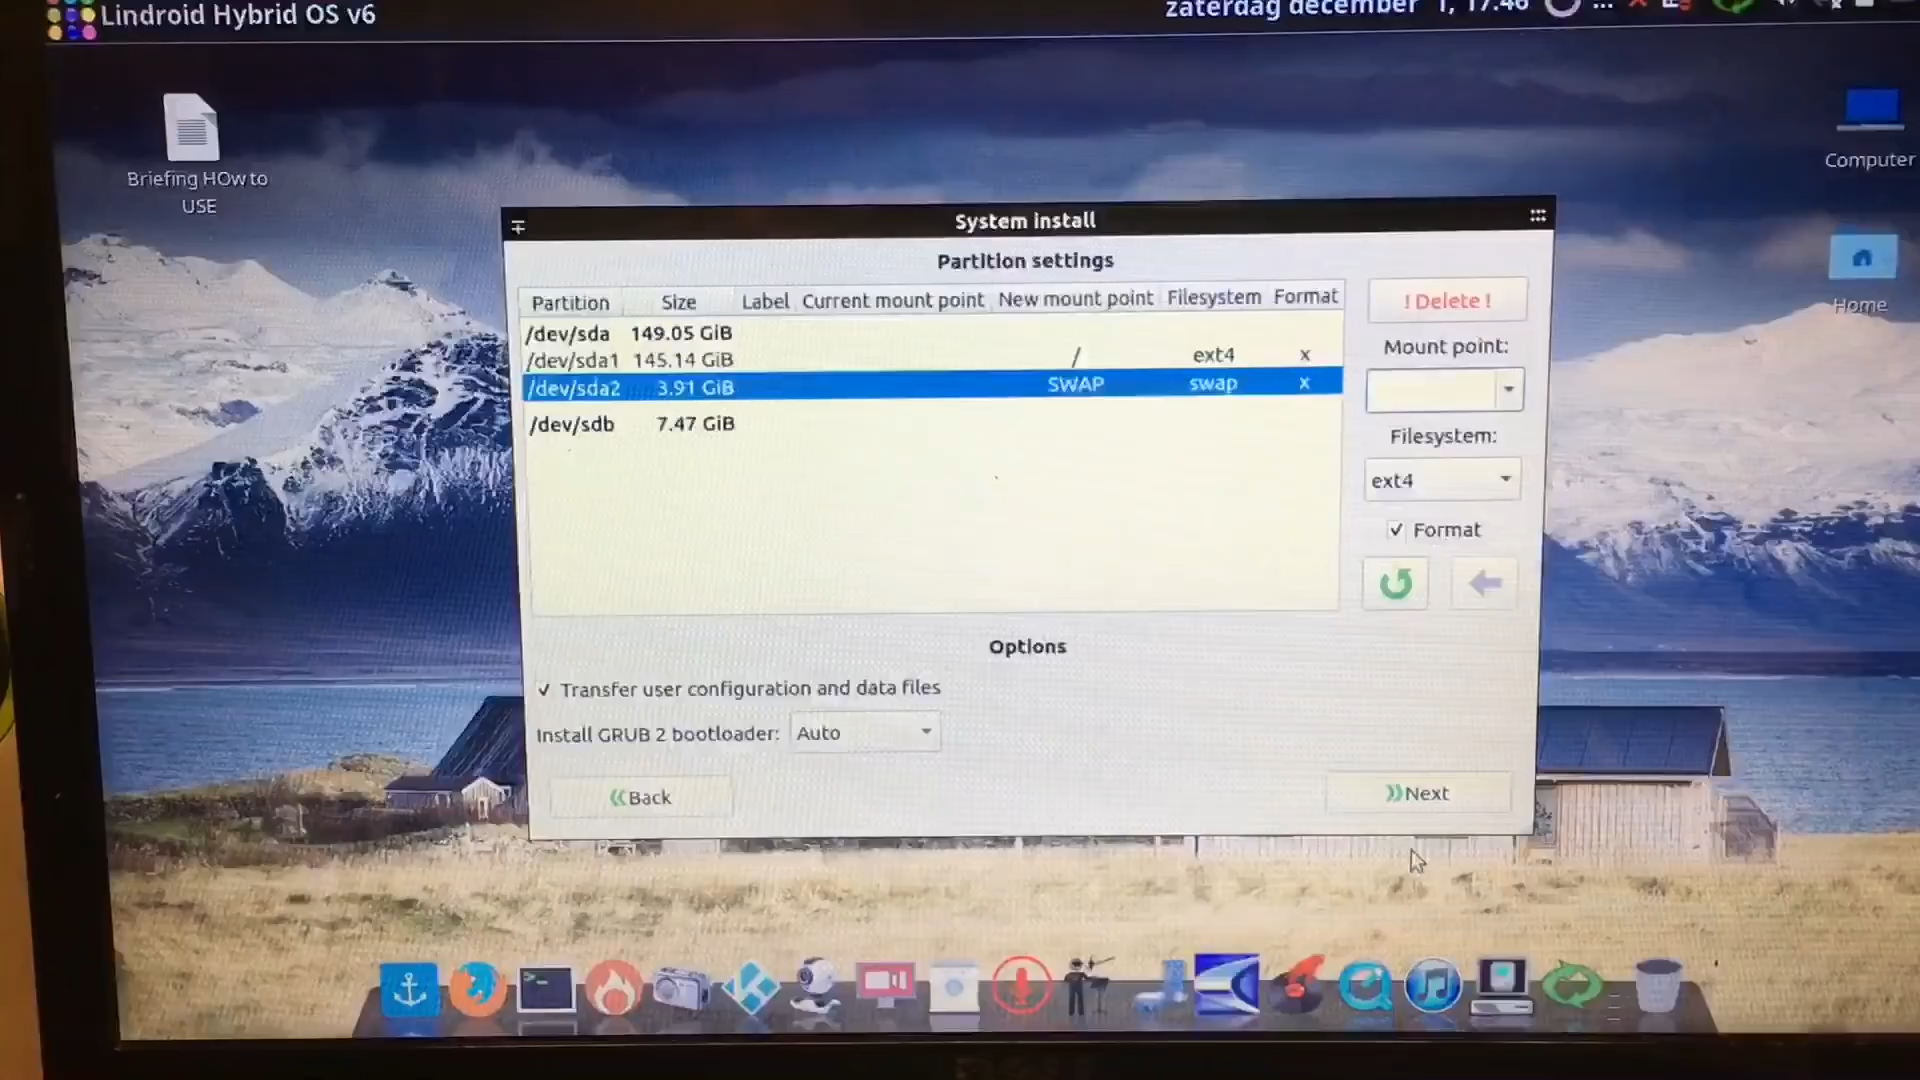 Lindroid Hybrid OS v6
zaterdag december 1, 17:46
Briefing HOw to
USE
Computer
Home
System install
Partition settings
Partition Size Label Current mount point New mount point Filesystem Format
/dev/sda 149.05 GiB
/dev/sda1 145.14 GiB / ext4 x
/dev/sda2 3.91 GiB SWAP swap x
/dev/sdb 7.47 GiB
! Delete !
Mount point:
Filesystem:
ext4
Format
Options
Transfer user configuration and data files
Install GRUB 2 bootloader: Auto
Back
Next